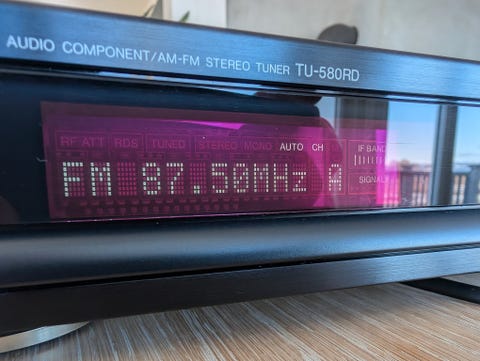 AUDIO COMPONENT/AM-FM STEREO TUNER TU-580RD
RF ATT RDS TUNED STEREO MONO AUTO CH IF BAND
FM 87.50MHz A
SIGNAL